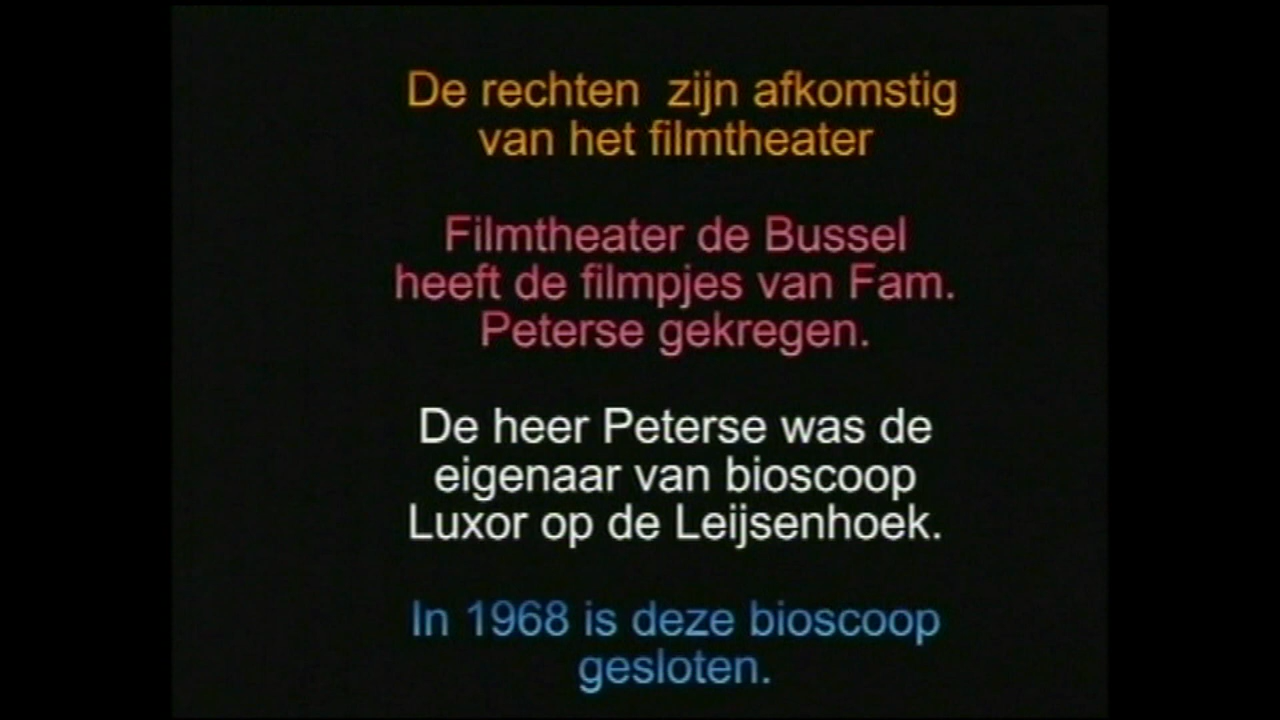 De rechten zijn afkomstig
van het filmtheater
Filmtheater de Bussel
heeft de filmpjes van Fam.
Peterse gekregen.
De heer Peterse was de
eigenaar van bioscoop
Luxor op de Leijsenhoek.
In 1968 is deze bioscoop
gesloten.